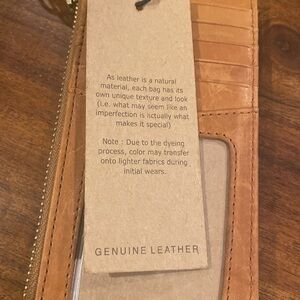 As leather is a natural
material, each bag has its
own unique texture and look
(i.e. what may seem like an
imperfection is actually what
makes it special)
Note : Due to the dyeing
process, color may transfer
onto lighter fabrics during
initial wears.
GENUINE LEATHER